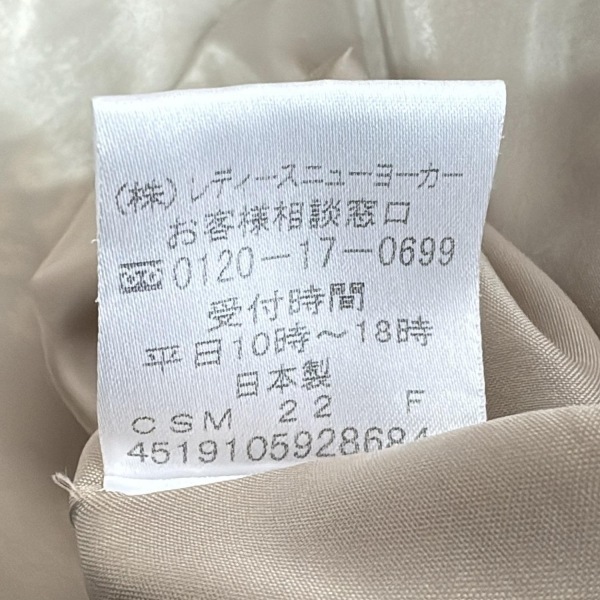 (株)レディースニューヨーカー
お客様相談窓口
0120-17-0699
受付時間
平日10時～18時
日本製
CSM 22 F
4519105928684